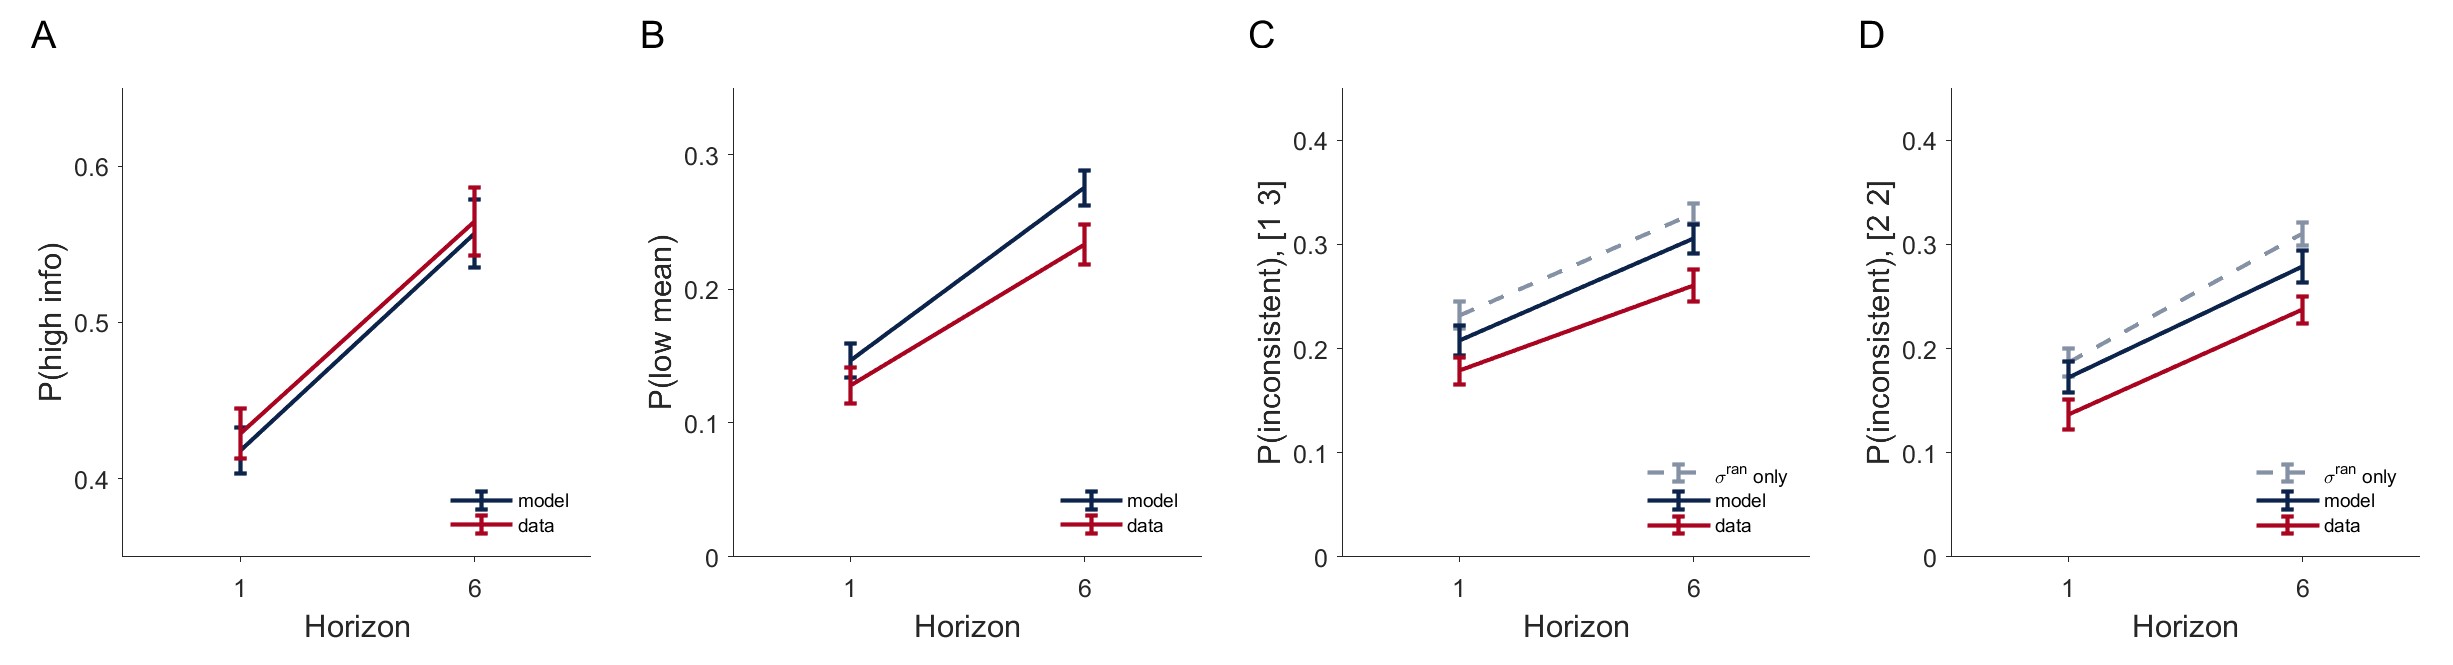 A
P(high info)
0.6
0.5
0.4
1
6
Horizon
model
data
B
P(low mean)
0.3
0.2
0.1
0
1
6
Horizon
model
data
C
P(inconsistent), [1 3]
0.4
0.3
0.2
0.1
0
1
6
Horizon
σ^ran only
model
data
D
P(inconsistent), [2 2]
0.4
0.3
0.2
0.1
0
1
6
Horizon
σ^ran only
model
data